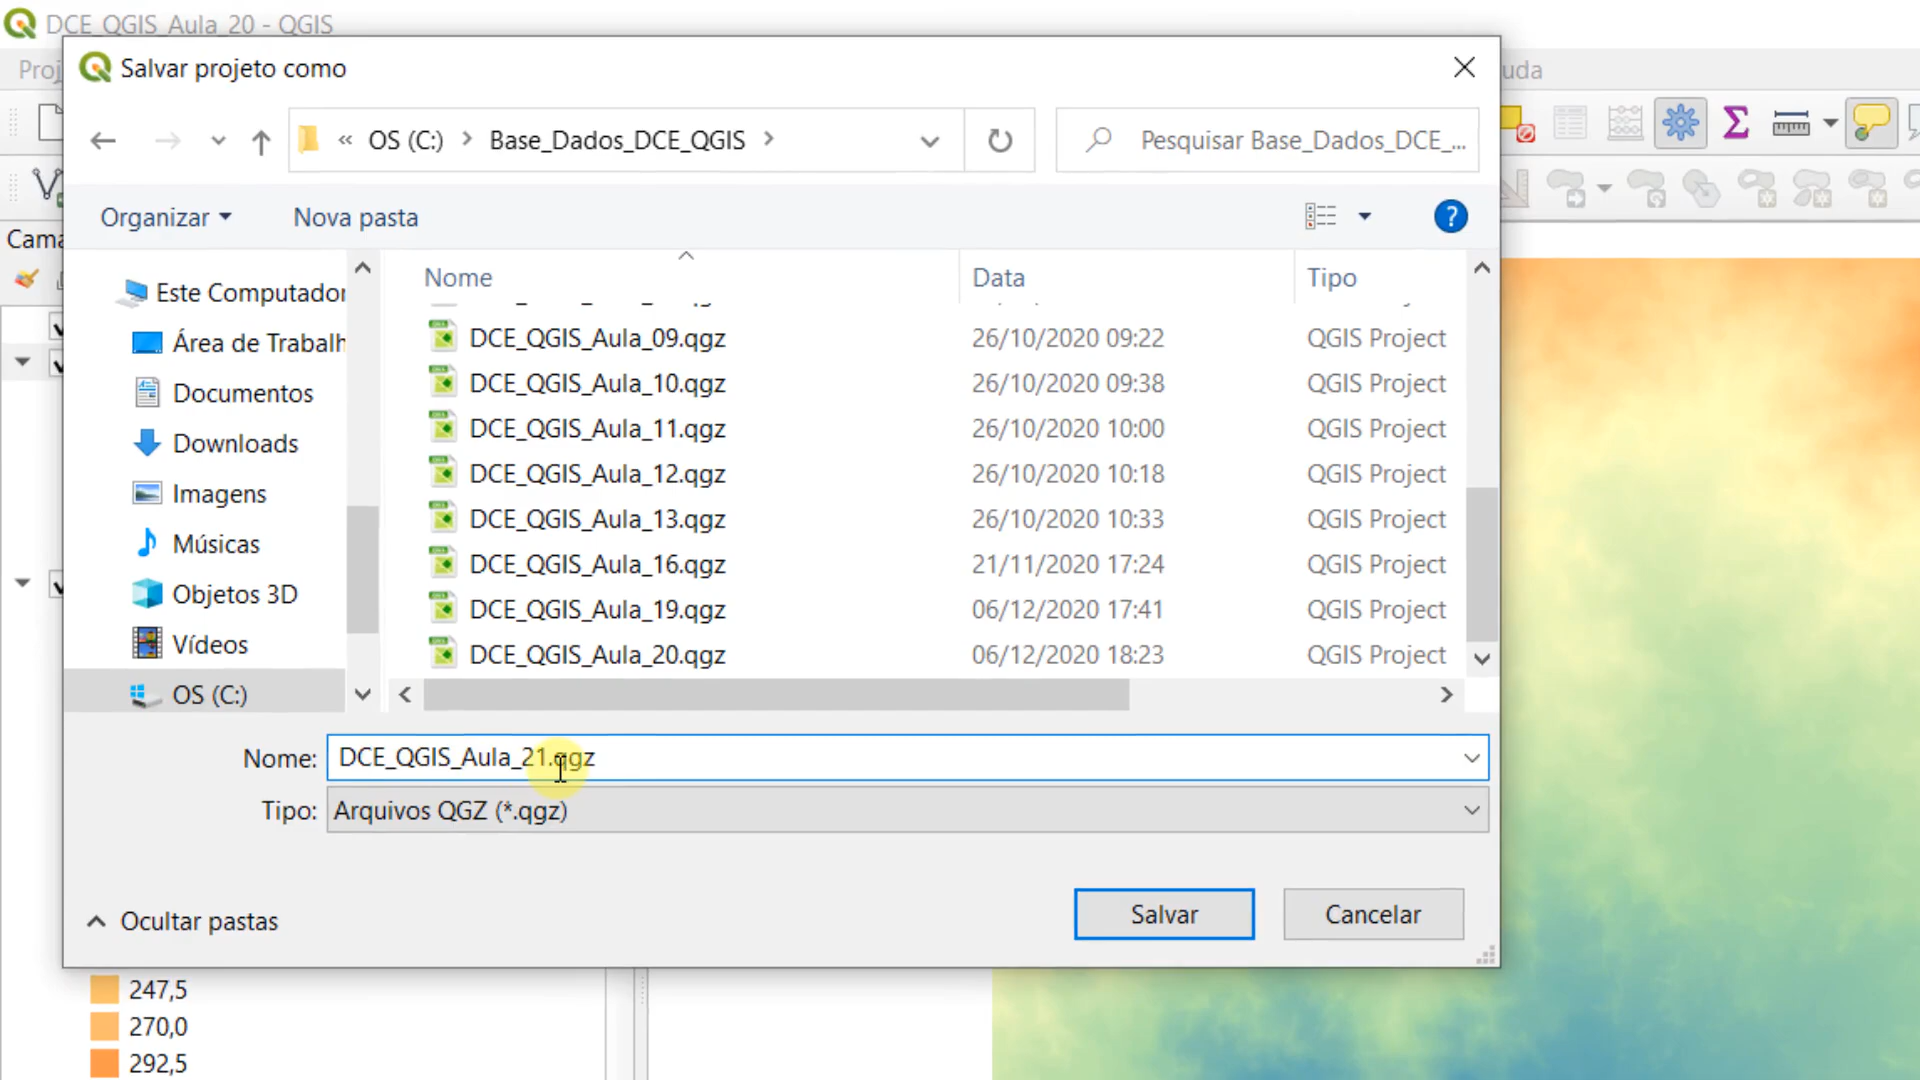 DCE_QGIS_Aula_20 - QGIS
Salvar projeto como
Proj
uda
« OS (C:) > Base_Dados_DCE_QGIS >
Pesquisar Base_Dados_DCE_...
Organizar
Nova pasta
?
Cama
Nome
Data
Tipo
Este Computador
Área de Trabalh
Documentos
Downloads
Imagens
Músicas
Objetos 3D
Vídeos
OS (C:)
DCE_QGIS_Aula_09.qgz 26/10/2020 09:22 QGIS Project
DCE_QGIS_Aula_10.qgz 26/10/2020 09:38 QGIS Project
DCE_QGIS_Aula_11.qgz 26/10/2020 10:00 QGIS Project
DCE_QGIS_Aula_12.qgz 26/10/2020 10:18 QGIS Project
DCE_QGIS_Aula_13.qgz 26/10/2020 10:33 QGIS Project
DCE_QGIS_Aula_16.qgz 21/11/2020 17:24 QGIS Project
DCE_QGIS_Aula_19.qgz 06/12/2020 17:41 QGIS Project
DCE_QGIS_Aula_20.qgz 06/12/2020 18:23 QGIS Project
Nome: DCE_QGIS_Aula_21.qgz
Tipo: Arquivos QGZ (*.qgz)
Ocultar pastas
Salvar
Cancelar
247,5
270,0
292,5